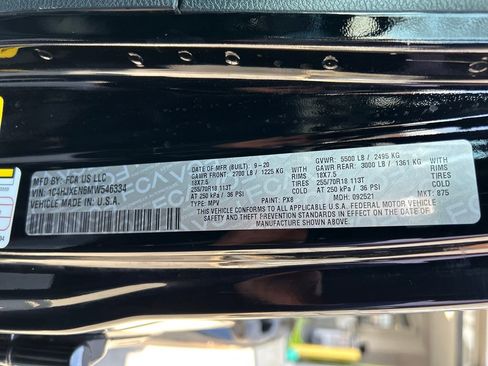 MFD BY: FCA US LLC
VIN: 1C4HJXEN6MW546334
VEHICLE MADE IN: U.S.A.
DATE OF MFR (BUILT): 9-20
GAWR FRONT: 2700 LB / 1225 KG WITH
18X7.5 RIMS
255/70R18 113T TIRES
AT 250 kPa / 36 PSI COLD
TYPE: MPV
GVWR: 5500 LB / 2495 KG
GAWR REAR: 3000 LB / 1361 KG WITH
18X7.5 RIMS
255/70R18 113T TIRES
AT 250 kPa / 36 PSI COLD
PAINT: PX8
MDH: 092521
MKT: 875
THIS VEHICLE CONFORMS TO ALL APPLICABLE U.S.A. FEDERAL MOTOR VEHICLE
SAFETY, BUMPER AND THEFT PREVENTION STANDARDS IN EFFECT ON THE DATE OF MANUFACTURE
SHOWN ABOVE.